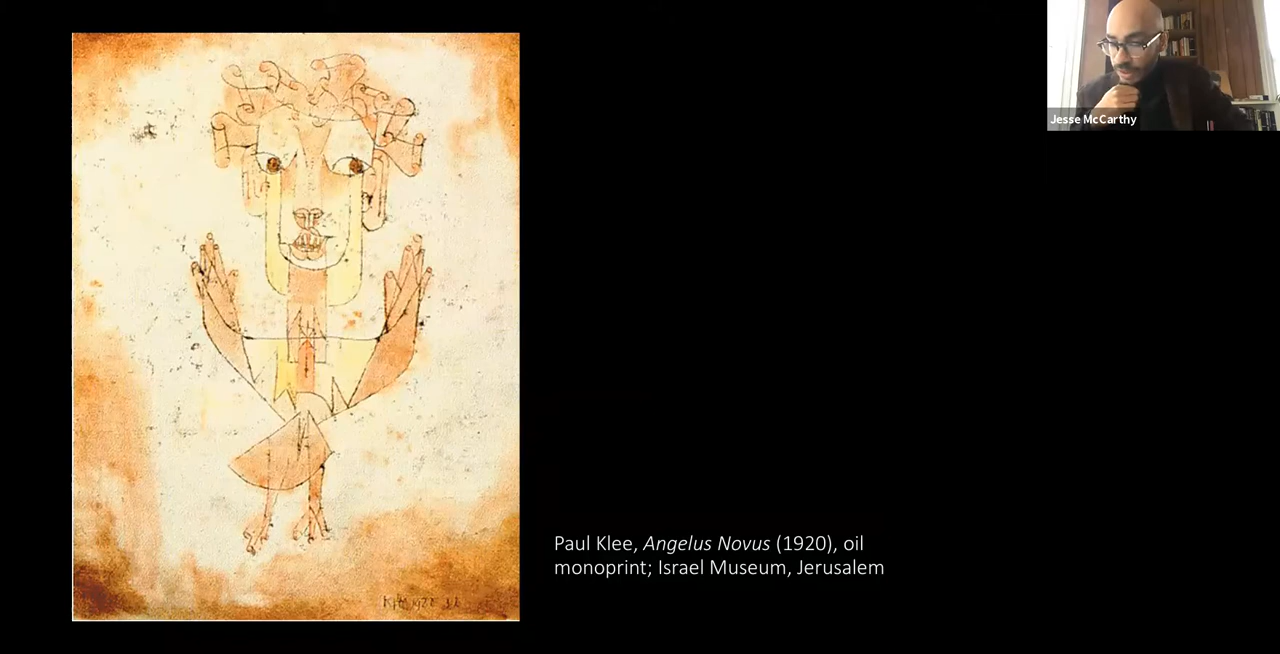 Jesse McCarthy
Paul Klee, Angelus Novus (1920), oil
monoprint; Israel Museum, Jerusalem